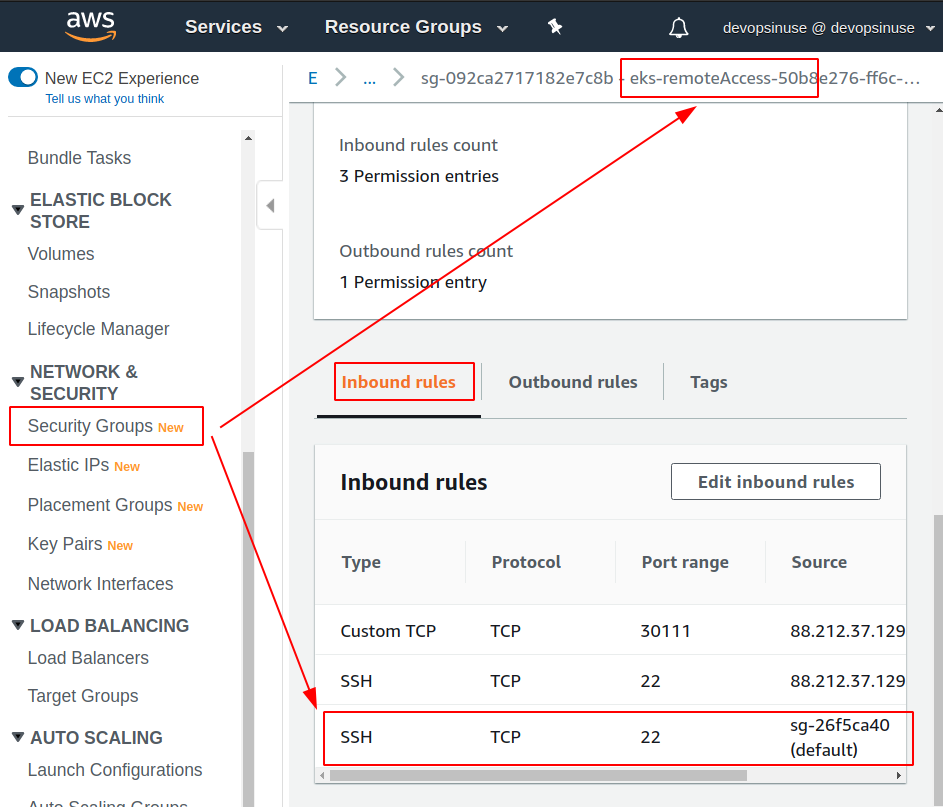 aws
Services
Resource Groups
devopsinuse @ devopsinuse
New EC2 Experience
Tell us what you think
E
...
sg-092ca2717182e7c8b - eks-remoteAccess-50b8e276-ff6c-…
Bundle Tasks
ELASTIC BLOCK
STORE
Volumes
Snapshots
Lifecycle Manager
NETWORK &
SECURITY
Security Groups New
Elastic IPs New
Placement Groups New
Key Pairs New
Network Interfaces
LOAD BALANCING
Load Balancers
Target Groups
AUTO SCALING
Launch Configurations
Auto Scaling Groups
Inbound rules count
3 Permission entries
Outbound rules count
1 Permission entry
Inbound rules
Outbound rules
Tags
Inbound rules
Edit inbound rules
Type Protocol Port range Source
Custom TCP TCP 30111 88.212.37.129
SSH TCP 22 88.212.37.129
SSH TCP 22 sg-26f5ca40
(default)